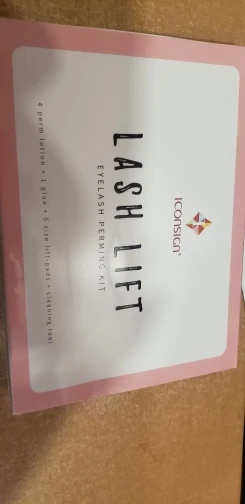 ICONSIGN®
LASH LIFT
EYELASH PERMING KIT
4 perm lotion + 1 glue + 5 size lift-pads + cleaning tool